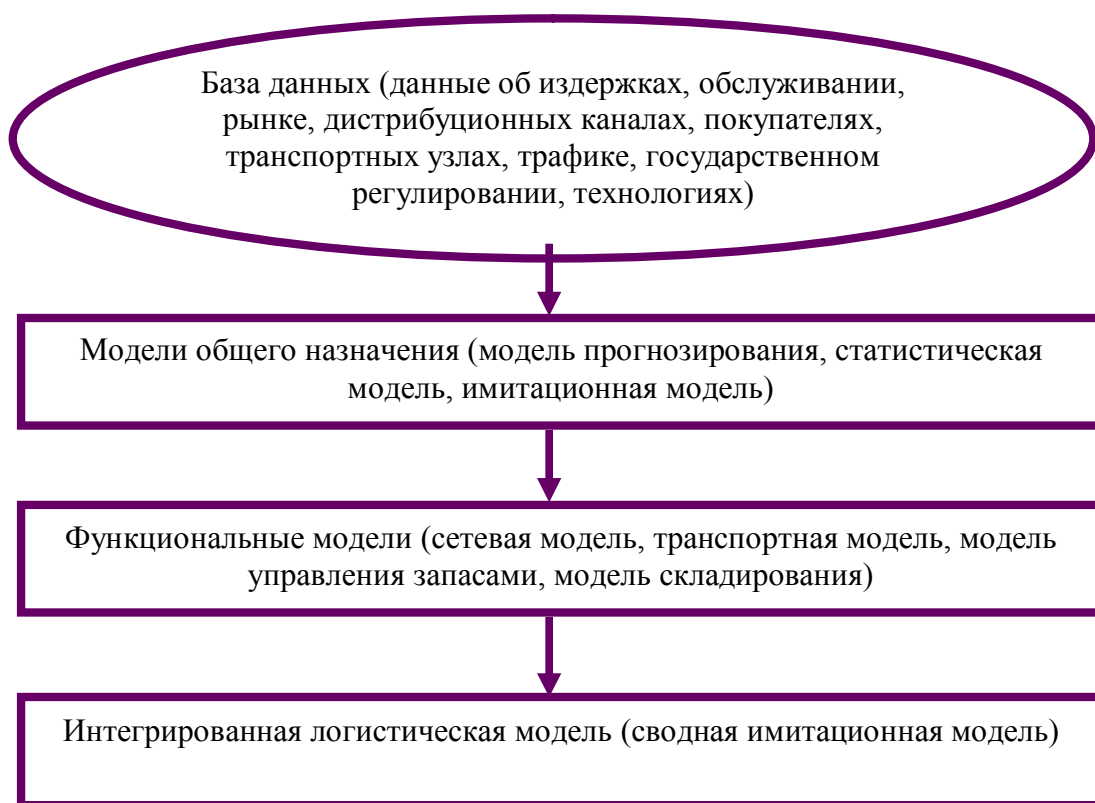 База данных (данные об издержках, обслуживании,
рынке, дистрибуционных каналах, покупателях,
транспортных узлах, трафике, государственном
регулировании, технологиях)
Модели общего назначения (модель прогнозирования, статистическая
модель, имитационная модель)
Функциональные модели (сетевая модель, транспортная модель, модель
управления запасами, модель складирования)
Интегрированная логистическая модель (сводная имитационная модель)